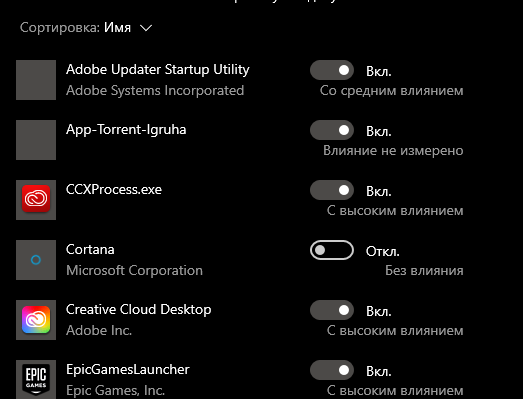 Сортировка: Имя
Adobe Updater Startup Utility
Вкл.
Adobe Systems Incorporated
Со средним влиянием
App-Torrent-Igruha
Вкл.
Влияние не измерено
CCXProcess.exe
Вкл.
С высоким влиянием
Cortana
Откл.
Microsoft Corporation
Без влияния
Creative Cloud Desktop
Вкл.
Adobe Inc.
С высоким влиянием
EPIC
GAMES
EpicGamesLauncher
Вкл.
Epic Games, Inc.
С высоким влиянием